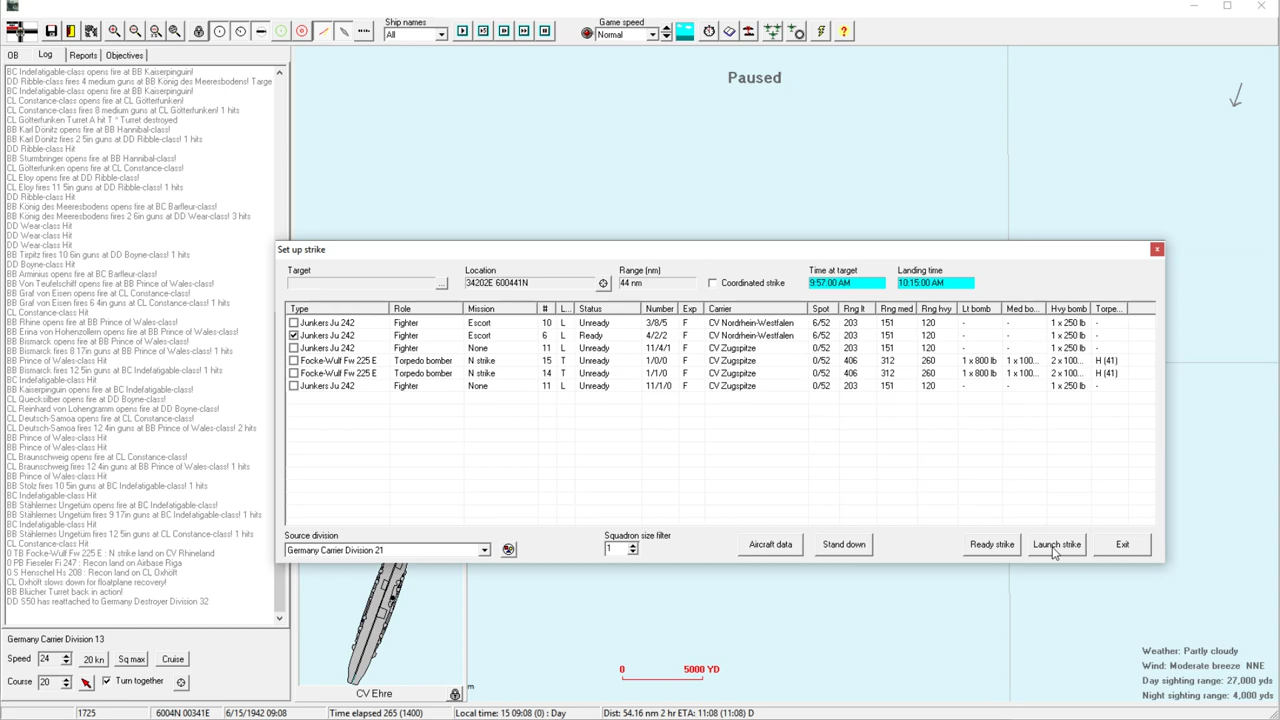 Ship names
All
Game speed
Normal
OB Log Reports Objectives
BC Indefatigable-class opens fire at BB Kaiserpinguin!
DD Ribble-class fires 4 medium guns at BB König des Meeresbodens! Targe
BC Indefatigable-class opens fire at BB Kaiserpinguin!
CL Constance-class opens fire at CL Götterfunken!
CL Constance-class fires 8 medium guns at CL Götterfunken! 1 hits
CL Götterfunken Turret A hit T * Turret destroyed
BB Karl Dönitz opens fire at BB Hannibal-class!
BB Karl Dönitz fires 2 5in guns at DD Ribble-class! 1 hits
DD Ribble-class Hit
BB Sturmbringer opens fire at BB Hannibal-class!
CL Götterfunken opens fire at CL Constance-class!
CL Eloy opens fire at DD Ribble-class!
CL Eloy fires 11 5in guns at DD Ribble-class! 1 hits
DD Ribble-class Hit
BB König des Meeresbodens opens fire at BC Barfleur-class!
BB König des Meeresbodens fires 2 6in guns at DD Wear-class! 3 hits
DD Wear-class Hit
DD Wear-class Hit
DD Wear-class Hit
BB Tirpitz fires 10 6in guns at DD Boyne-class! 1 hits
DD Boyne-class Hit
BB Arminius opens fire at BC Barfleur-class!
BB Von Teufelschiff opens fire at BC Barfleur-class!
BB Graf von Eisen opens fire at BC Barfleur-class!
BB Graf von Eisen fires 6 4in guns at DD Ribble-class! 1 hits
CL Constance-class Hit
BB Rhine opens fire at BB Prince of Wales-class!
BB Erina von Hohenzollern opens fire at BB Prince of Wales-class!
BB Bismarck opens fire at BB Prince of Wales-class!
BB Bismarck fires 8 17in guns at BC Indefatigable-class! 1 hits
BB Prince of Wales-class Hit
BB Bismarck fires 12 5in guns at BB Prince of Wales-class! 1 hits
BC Indefatigable-class Hit
BB Kaiserpinguin opens fire at BC Indefatigable-class!
CL Quecksilber opens fire at DD Boyne-class!
CL Reinhard von Lohengramm opens fire at DD Boyne-class!
CL Deutsch-Samoa opens fire at CL Constance-class!
CL Deutsch-Samoa fires 12 4in guns at BB Prince of Wales-class! 2 hits
BB Prince of Wales-class Hit
BB Prince of Wales-class Hit
CL Braunschweig opens fire at CL Constance-class!
CL Braunschweig fires 12 4in guns at BB Prince of Wales-class! 1 hits
BB Prince of Wales-class Hit
BB Stolz fires 10 5in guns at BC Indefatigable-class! 1 hits
BC Indefatigable-class Hit
BB Stählernes Ungetüm opens fire at BC Indefatigable-class!
BB Stählernes Ungetüm fires 9 17in guns at BC Indefatigable-class! 1 hits
BC Indefatigable-class Hit
BB Stählernes Ungetüm fires 12 5in guns at CL Constance-class! 1 hits
CL Constance-class Hit
0 TB Focke-Wulf Fw 225 E : N strike land on CV Rhineland
0 PB Fieseler Fi 247 : Recon land on Airbase Riga
0 S Henschel Hs 208 : Recon land on CL Oxhöft
CL Oxhöft slows down for floatplane recovery!
BB Blücher Turret back in action!
DD S50 has reattached to Germany Destroyer Division 32
Germany Carrier Division 13
Speed 24 20 kn Sq max Cruise
Course 20 Turn together
Paused
Set up strike
Target Location Range (nm) Coordinated strike Time at target Landing time
... 34202E 600441N 44 nm 9:57:00 AM 10:15:00 AM
Type Role Mission # L... Status Number Exp Carrier Spot Rng lt Rng med Rng hvy Lt bomb Med bo... Hvy bomb Torpe...
Junkers Ju 242 Fighter Escort 10 L Unready 3/8/5 F CV Nordrhein-Westfalen 6/52 203 151 120 - - 1 x 250 lb -
Junkers Ju 242 Fighter Escort 6 L Ready 4/2/2 F CV Nordrhein-Westfalen 6/52 203 151 120 - - 1 x 250 lb -
Junkers Ju 242 Fighter None 11 L Unready 11/4/1 F CV Zugspitze 0/52 203 151 120 - - 1 x 250 lb -
Focke-Wulf Fw 225 E Torpedo bomber N strike 15 T Unready 1/0/0 F CV Zugspitze 0/52 406 312 260 1 x 800 lb 1 x 100... 2 x 100... H (41)
Focke-Wulf Fw 225 E Torpedo bomber N strike 14 T Unready 1/1/0 F CV Zugspitze 0/52 406 312 260 1 x 800 lb 1 x 100... 2 x 100... H (41)
Junkers Ju 242 Fighter None 11 L Unready 11/1/0 F CV Zugspitze 0/52 203 151 120 - - 1 x 250 lb -
Source division Squadron size filter
Germany Carrier Division 21 1 Aircraft data Stand down Ready strike Launch strike Exit
CV Ehre
m
0 5000 YD
Weather: Partly cloudy
Wind: Moderate breeze NNE
Day sighting range: 27,000 yds
Night sighting range: 4,000 yds
1725 6004N 00341E 6/15/1942 09:08 Time elapsed 265 (1400) Local time: 15 09:08 (0) : Day Dist: 54.16 nm 2 hr ETA: 11:08 (11:08) D